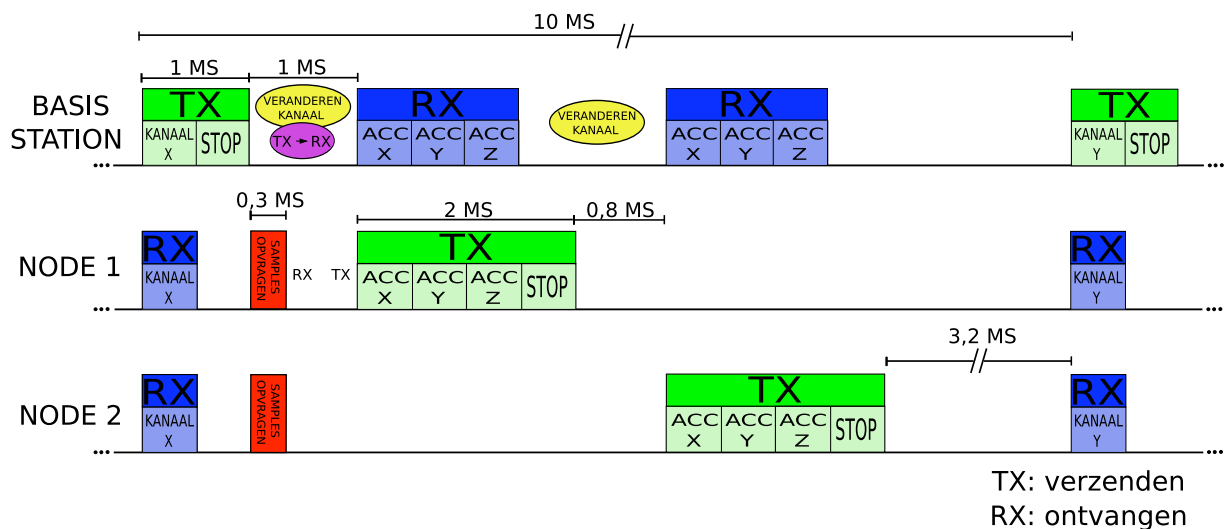 10 MS
1 MS
1 MS
BASIS
STATION
TX
KANAAL
X
STOP
VERANDEREN
KANAAL
TX → RX
RX
ACC
X
ACC
Y
ACC
Z
VERANDEREN
KANAAL
RX
ACC
X
ACC
Y
ACC
Z
TX
KANAAL
Y
STOP
...
...
0,3 MS
2 MS
0,8 MS
NODE 1
RX
KANAAL
X
SAMPLES
OPVRAGEN
RX
TX
TX
ACC
X
ACC
Y
ACC
Z
STOP
RX
KANAAL
Y
...
...
3,2 MS
NODE 2
RX
KANAAL
X
SAMPLES
OPVRAGEN
TX
ACC
X
ACC
Y
ACC
Z
STOP
RX
KANAAL
Y
...
...
TX: verzenden
RX: ontvangen